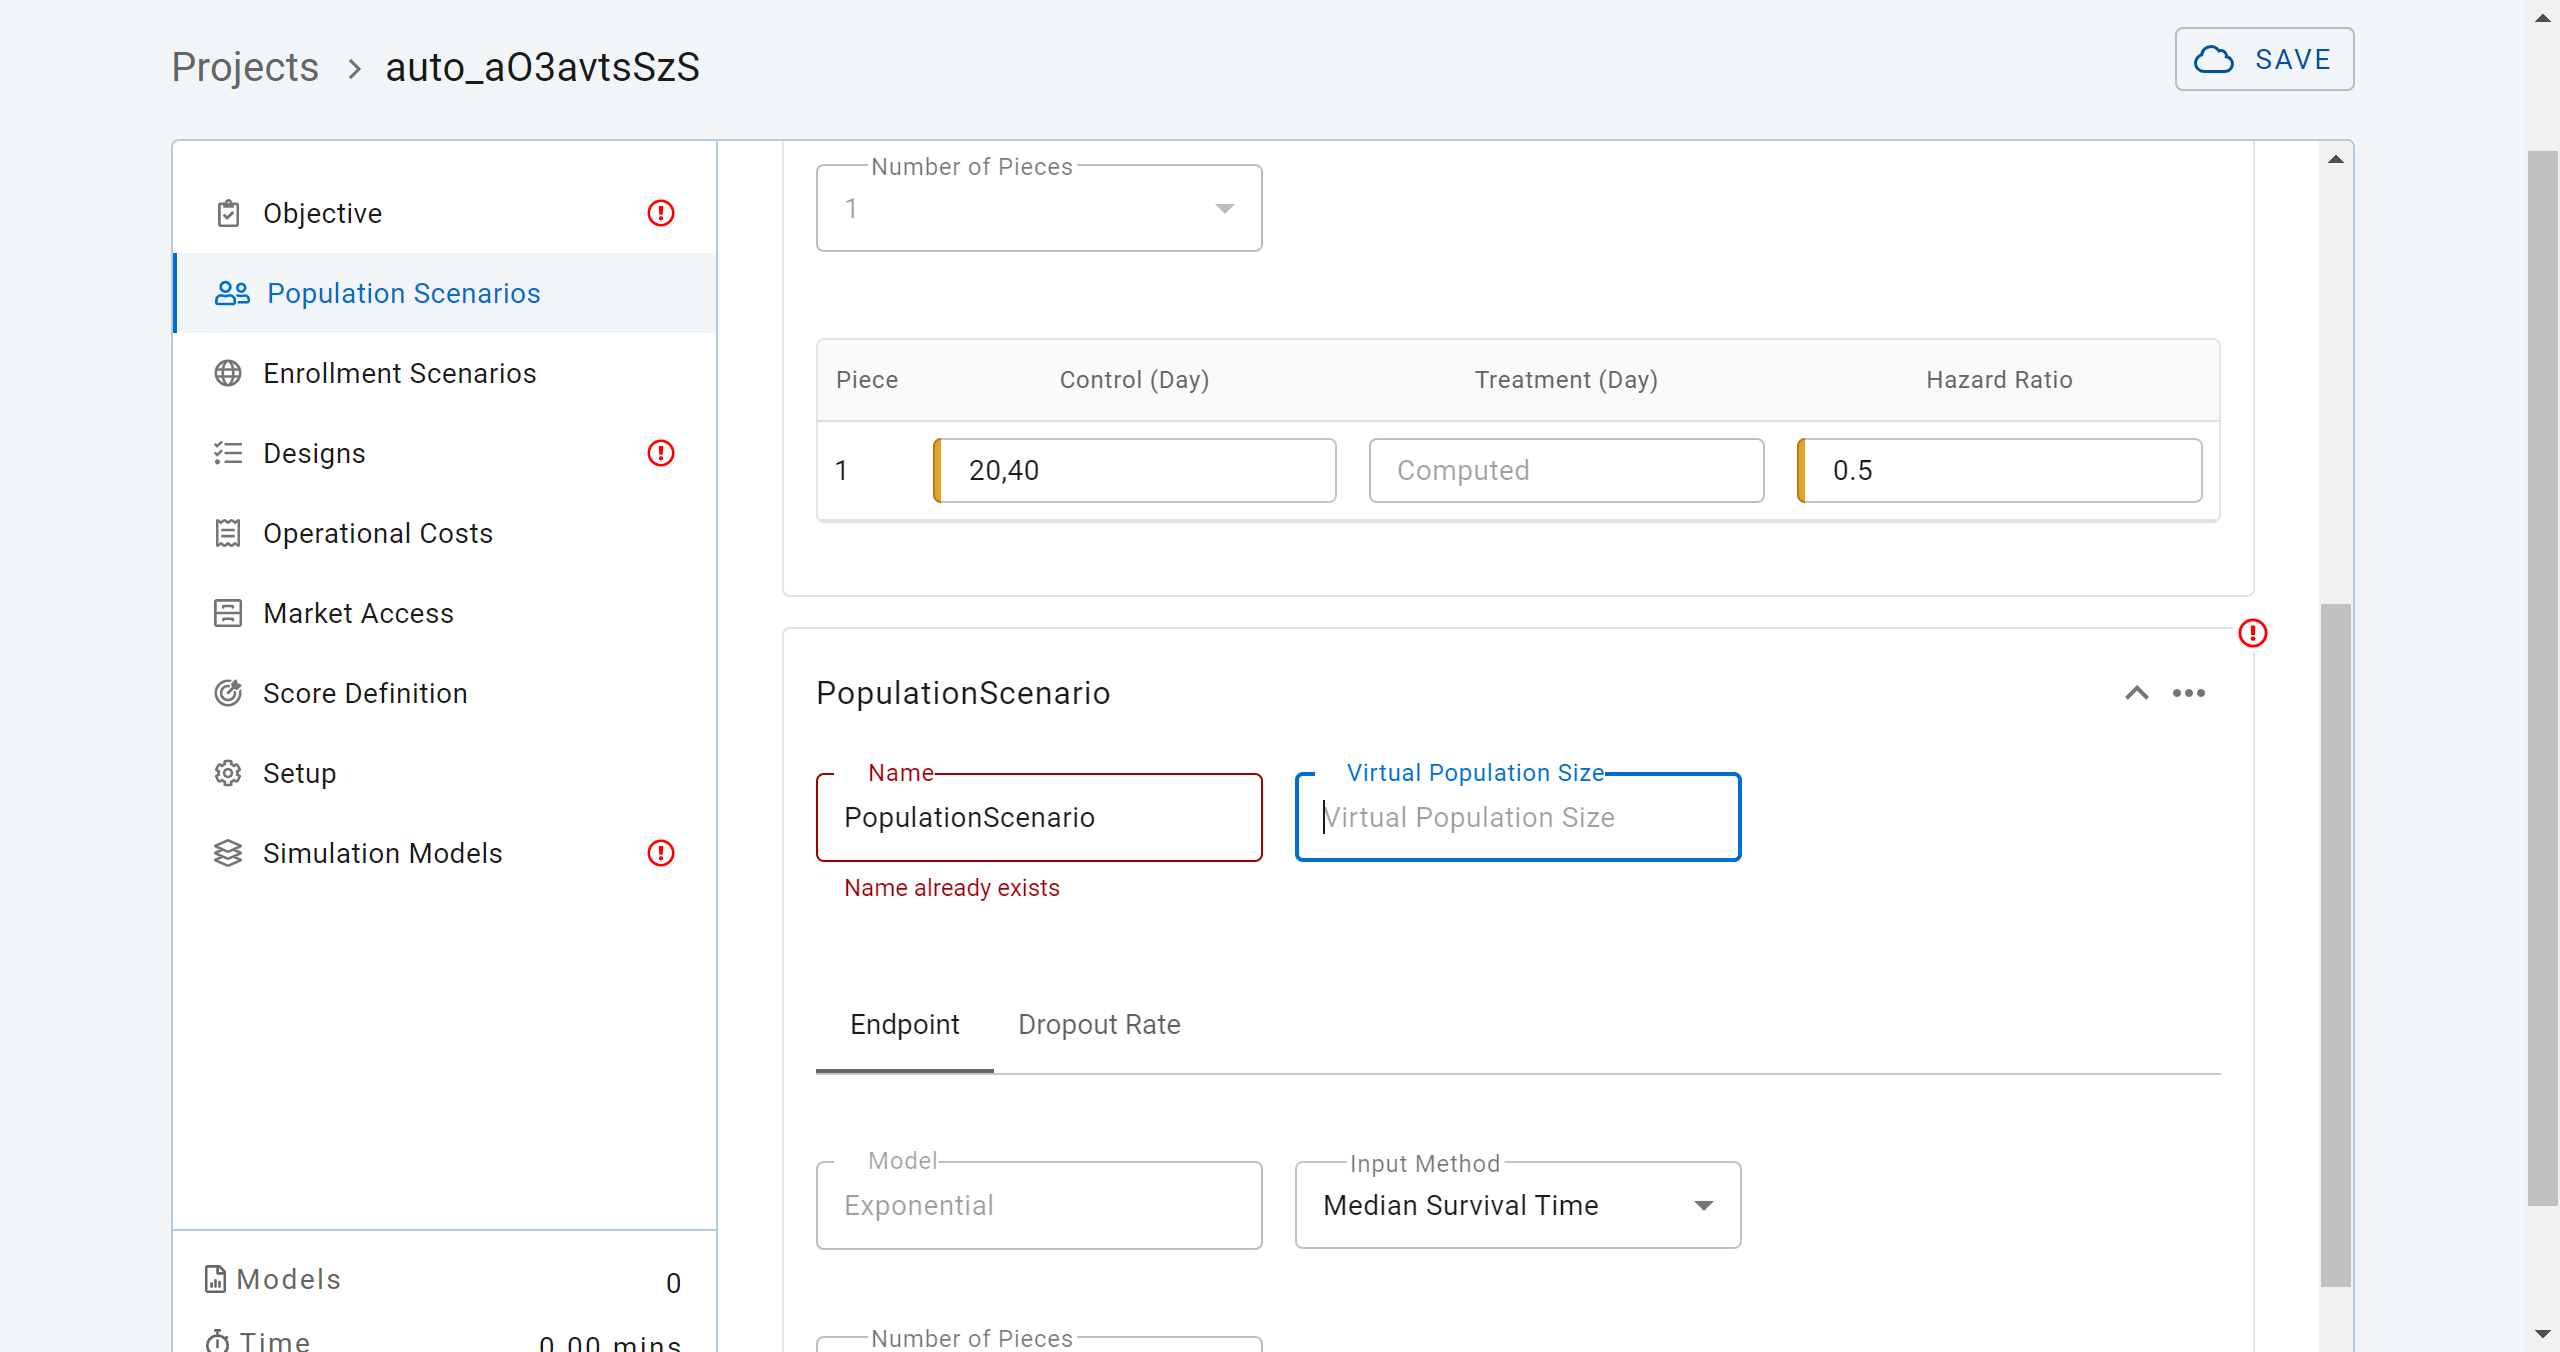 Projects > auto_aO3avtsSzS
SAVE
Objective
Population Scenarios
Enrollment Scenarios
Designs
Operational Costs
Market Access
Score Definition
Setup
Simulation Models
Models 0
Time 0.00 mins
Number of Pieces
1
Piece Control (Day) Treatment (Day) Hazard Ratio
1 20,40 Computed 0.5
PopulationScenario
Name Virtual Population Size
PopulationScenario Virtual Population Size
Name already exists
Endpoint Dropout Rate
Model Input Method
Exponential Median Survival Time
Number of Pieces